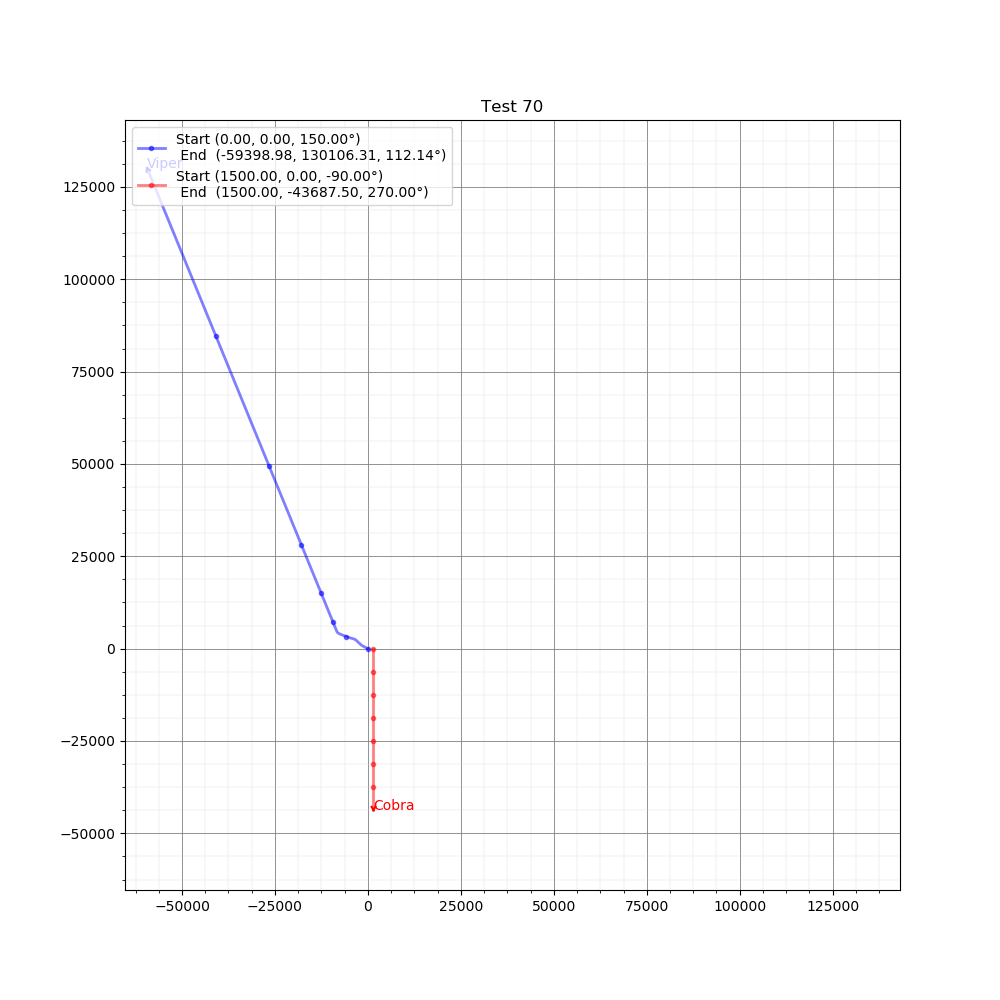 Test 70
Start (0.00, 0.00, 150.00°)
End (-59398.98, 130106.31, 112.14°)
Start (1500.00, 0.00, -90.00°)
End (1500.00, -43687.50, 270.00°)
Viper
125000
100000
75000
50000
25000
0
−25000
−50000
Cobra
−50000 −25000 0 25000 50000 75000 100000 125000